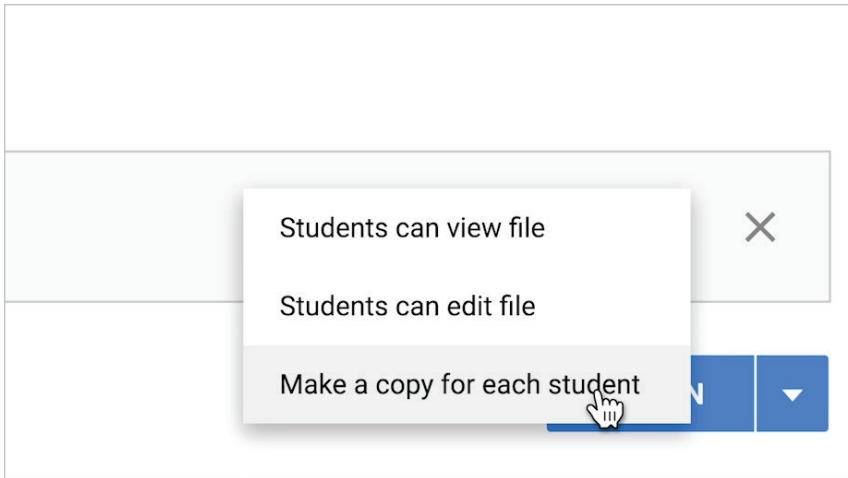 Students can view file
Students can edit file
Make a copy for each student
N